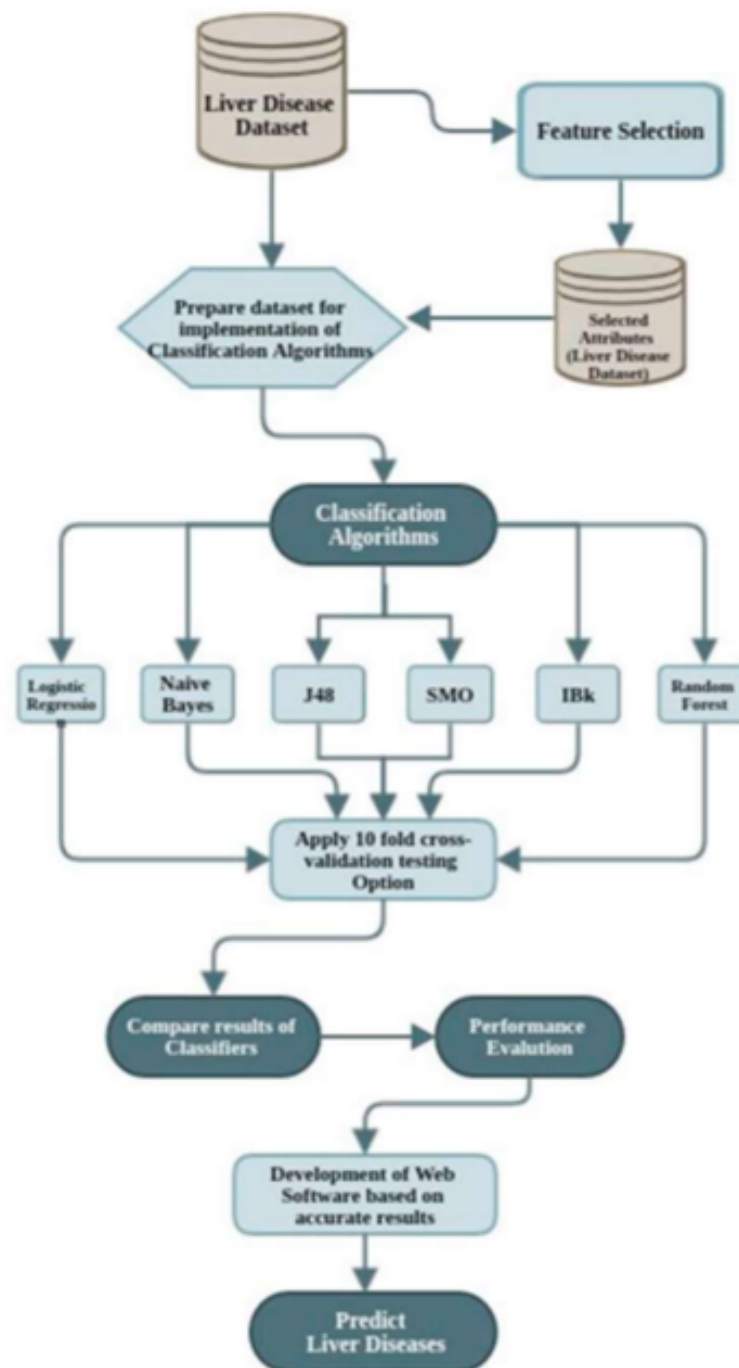 Liver Disease
Dataset
Feature Selection
Prepare dataset for
implementation of
Classification Algorithms
Selected
Attributes
(Liver Disease
Dataset)
Classification
Algorithms
Logistic
Regressio
Naive
Bayes
J48
SMO
IBk
Random
Forest
Apply 10 fold cross-
validation testing
Option
Compare results of
Classifiers
Performance
Evalution
Development of Web
Software based on
accurate results
Predict
Liver Diseases